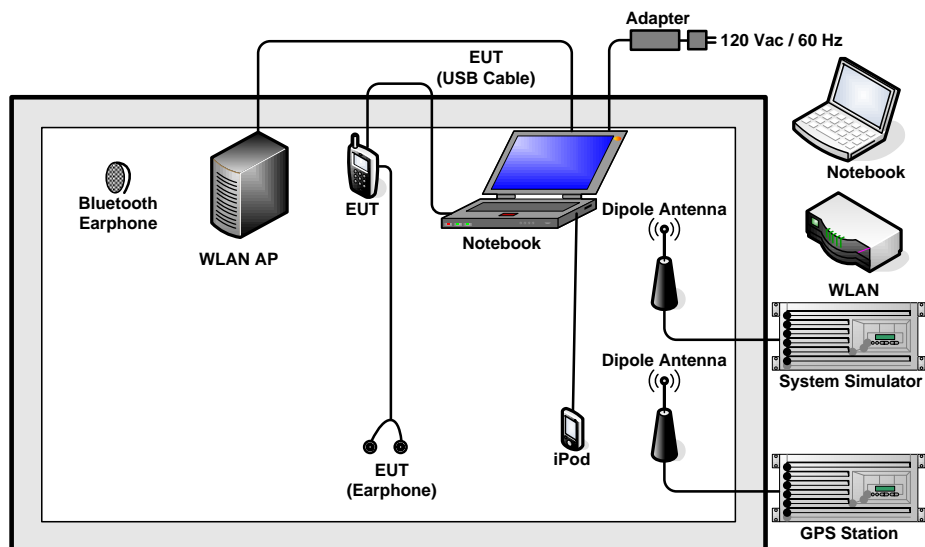 Adapter
120 Vac / 60 Hz
EUT
(USB Cable)
Notebook
Bluetooth
Earphone
WLAN AP
EUT
Notebook
Dipole Antenna
WLAN
System Simulator
Dipole Antenna
iPod
EUT
(Earphone)
GPS Station